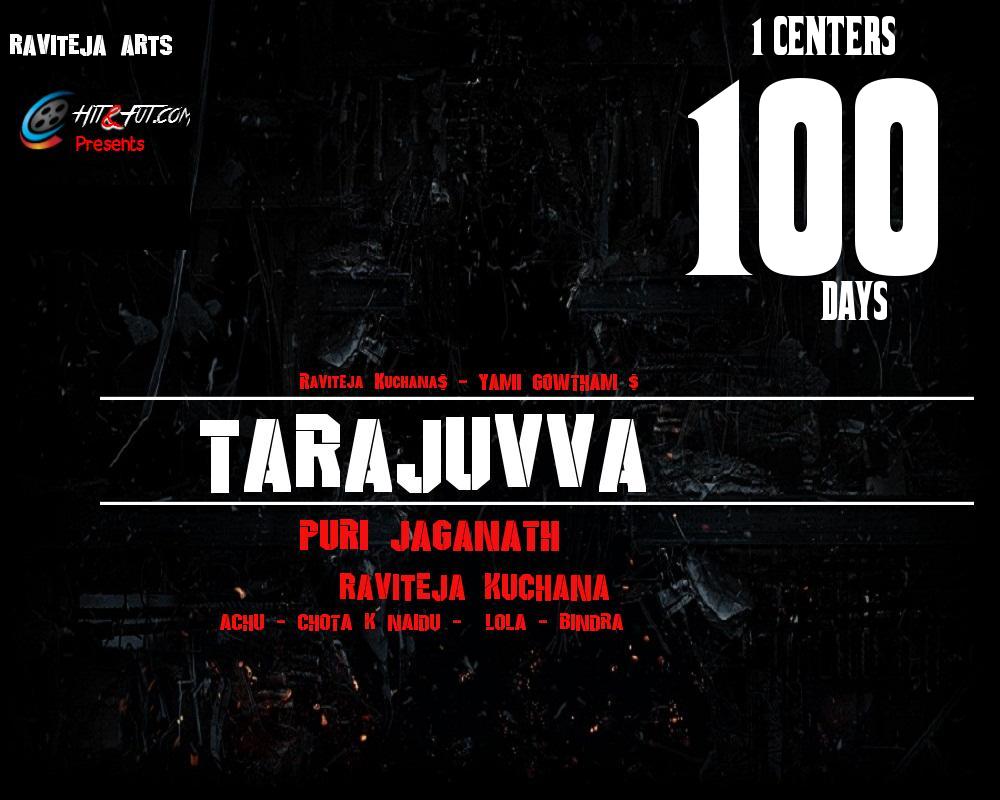 RAVITEJA ARTS
HIT&FUT.COM
Presents
1 CENTERS
100
DAYS
RAVITEJA KUCHANA$ - YAMI GOWTHAM $
TARAJUVVA
PURI JAGANATH
RAVITEJA KUCHANA
ACHU - CHOTA K NAIDU - LOLA - BINDRA